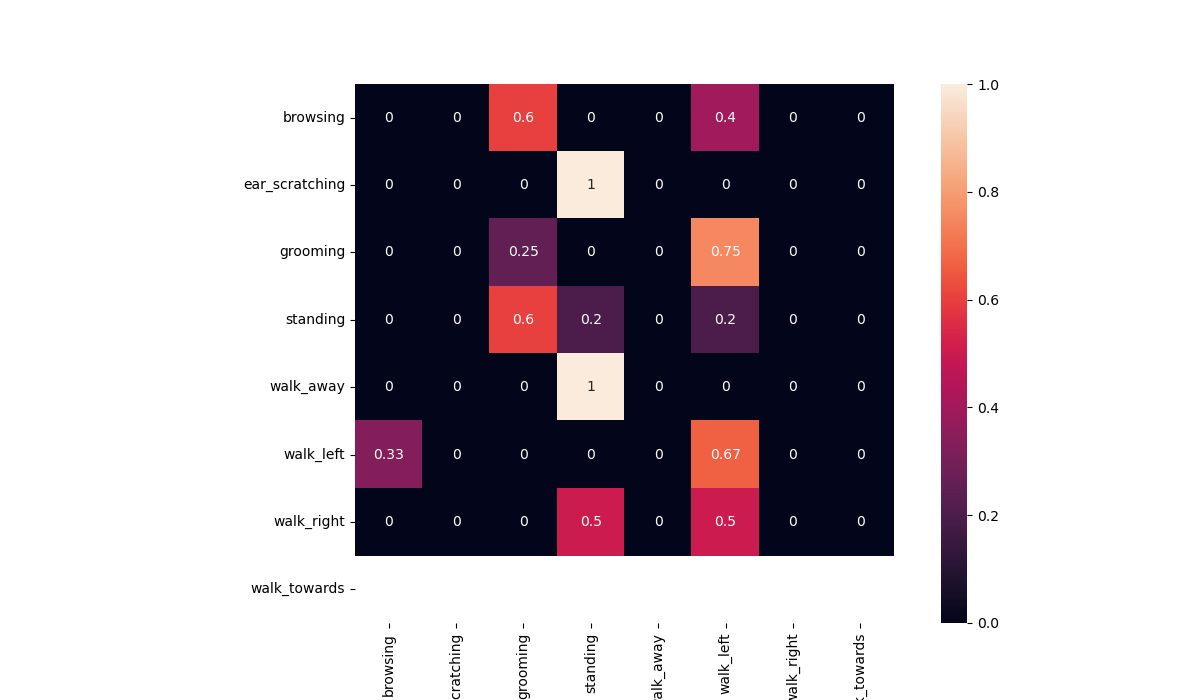 browsing 0 0 0.6 0 0 0.4 0 0
ear_scratching 0 0 0 1 0 0 0 0
grooming 0 0 0.25 0 0 0.75 0 0
standing 0 0 0.6 0.2 0 0.2 0 0
walk_away 0 0 0 1 0 0 0 0
walk_left 0.33 0 0 0 0 0.67 0 0
walk_right 0 0 0 0.5 0 0.5 0 0
walk_towards
browsing
cratching
grooming
standing
alk_away
walk_left
walk_right
_towards
1.0
0.8
0.6
0.4
0.2
0.0